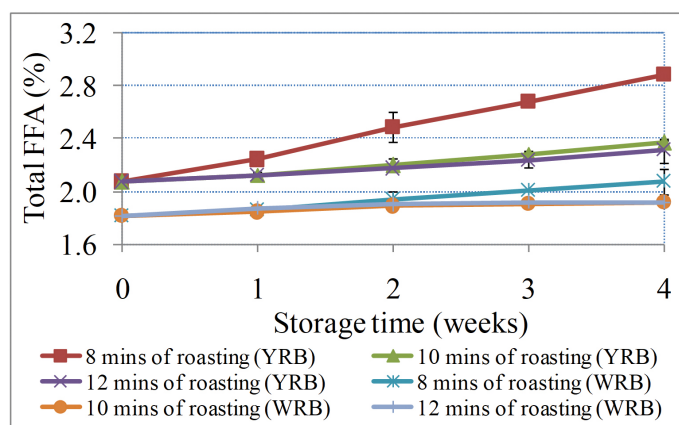 3.2
2.8
2.4
2.0
1.6
Total FFA (%)
0 1 2 3 4
Storage time (weeks)
8 mins of roasting (YRB) 10 mins of roasting (YRB)
12 mins of roasting (YRB) 8 mins of roasting (WRB)
10 mins of roasting (WRB) 12 mins of roasting (WRB)